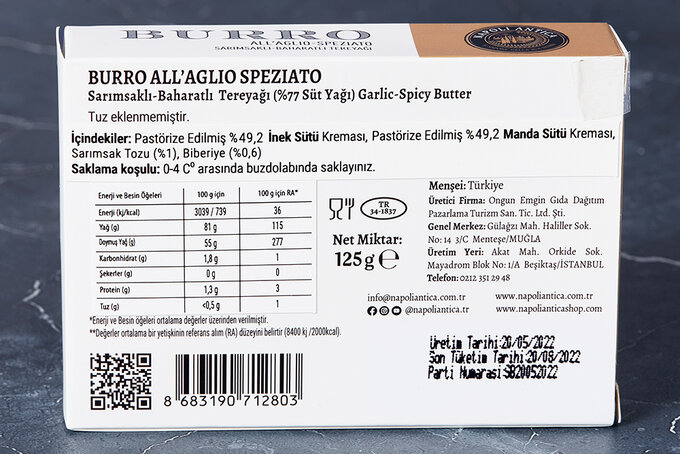 BURRO
ALL'AGLIO-SPEZIATO
SARIMSAKLI-BAHARATLI TEREYAĞI
NAPOLI ANTICA
BURRO ALL'AGLIO SPEZIATO
Sarımsaklı-Baharatlı Tereyağı (%77 Süt Yağı) Garlic-Spicy Butter
Tuz eklenmemiştir.
İçindekiler: Pastörize Edilmiş %49,2 İnek Sütü Kreması, Pastörize Edilmiş %49,2 Manda Sütü Kreması,
Sarımsak Tozu (%1), Biberiye (%0,6)
Saklama koşulu: 0-4 C° arasında buzdolabında saklayınız.
Enerji ve Besin Öğeleri 100 g için 100 g için RA*
Enerji (kj/kcal) 3039 / 739 36
Yağ (g) 81 g 115
Doymuş Yağ (g) 55 g 277
Karbonhidrat (g) 1,8 g 1
Şekerler (g) 0 g 0
Protein (g) 1,3 g 3
Tuz (g) <0,5 g 1
*Enerji ve Besin öğeleri ortalama değerler üzerinden verilmiştir.
**Değerler ortalama bir yetişkinin referans alım (RA) düzeyini belirtir (8400 kj /2000kcal).
TR
34-1837
Net Miktar:
125 g ℮
Menşei: Türkiye
Üretici Firma: Ongun Emgin Gıda Dağıtım
Pazarlama Turizm San. Tic. Ltd. Şti.
Genel Merkez: Gülağzı Mah. Haliller Sok.
No: 14 3/C Menteşe/MUĞLA
Üretim Yeri: Akat Mah. Orkide Sok.
Mayadrom Blok No: 1/A Beşiktaş/İSTANBUL
Telefon: 0212 351 29 48
info@napoliantica.com.tr www.napoliantica.com.tr
@napoliantica www.napolianticashop.com
8 683190 712803
Üretim Tarihi:20/05/2022
Son Tüketim Tarihi:20/08/2022
Parti Numarası:SB20052022